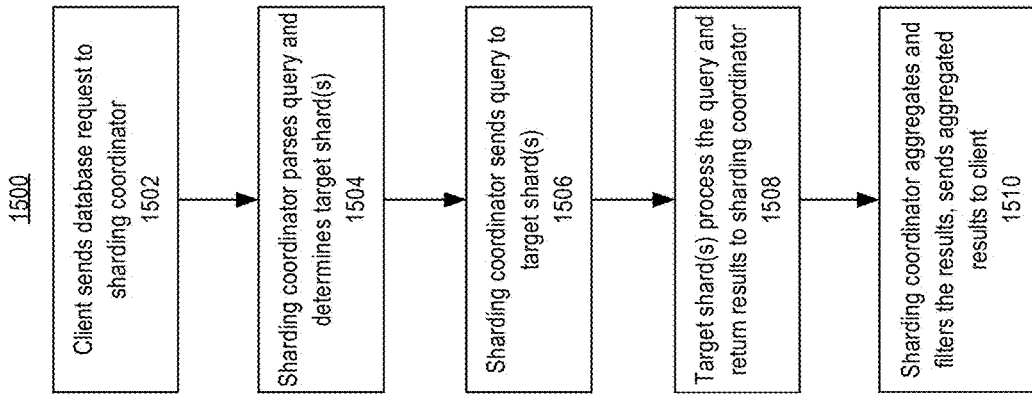 1500
Client sends database request to
sharding coordinator
1502
Sharding coordinator parses query and
determines target shard(s)
1504
Sharding coordinator sends query to
target shard(s)
1506
Target shard(s) process the query and
return results to sharding coordinator
1508
Sharding coordinator aggregates and
filters the results, sends aggregated
results to client
1510